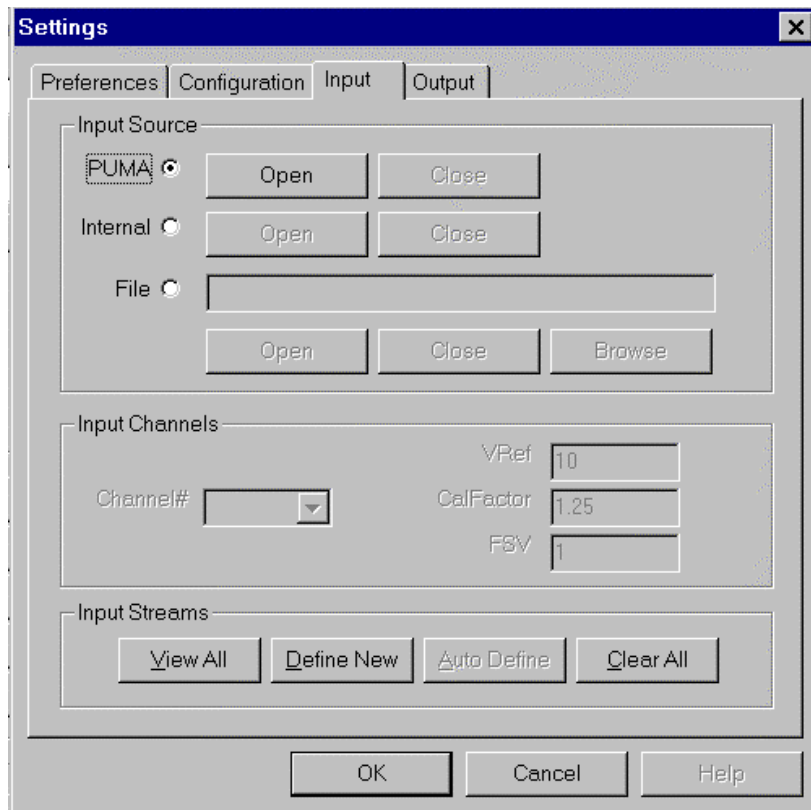 Settings
Preferences Configuration Input Output
Input Source
PUMA Open Close
Internal Open Close
File
Open Close Browse
Input Channels
VRef 10
Channel# CalFactor 1.25
FSV 1
Input Streams
View All Define New Auto Define Clear All
OK Cancel Help